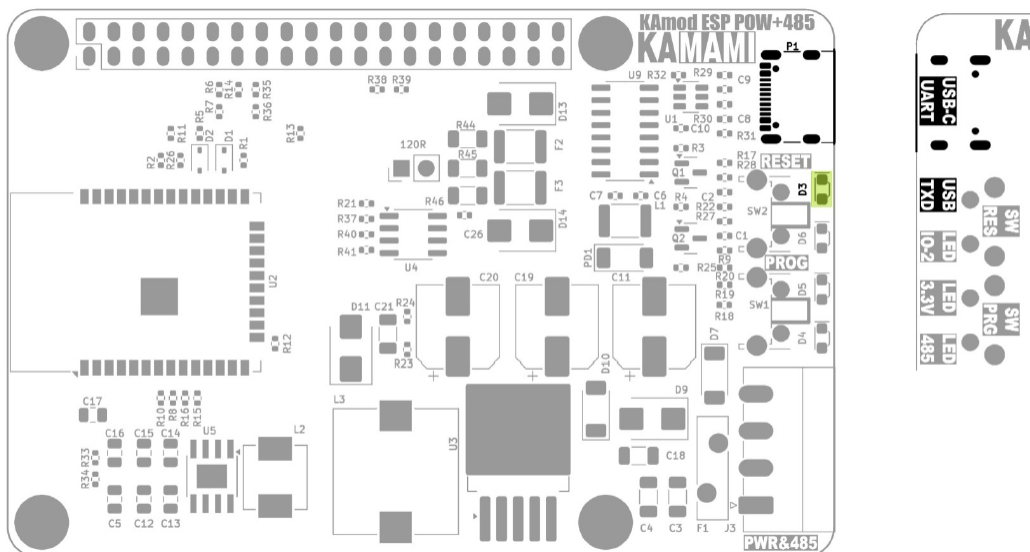 KAmod ESP POW+485
KAMAMI
P1
U9
R32
R29
C9
R6
R14
R35
R7
R36
R38
R39
D13
U1
R30
C8
C10
R31
R5
R11
D2
D1
R13
R44
F2
R3
R2
R26
R1
120R
R45
RESET
R17
R28
Q1
D3
F3
C7
C6
L1
R4
C2
R22
R27
SW2
R21
R46
D14
R37
R40
R41
C26
U4
Q2
C1
D6
PD1
R9
R25
R20
PROG
U2
C20
C19
C11
R19
R18
SW1
D5
D4
D11
C21
R24
R23
R12
D10
D7
C17
R10
R8
R16
R15
L3
D9
C16
C15
C14
U5
L2
U3
R33
R34
C18
C5
C12
C13
C4
C3
F1
J3
PWR&485
KA
USB-C
UART
USB
TXD
SW
RES
LED
IO-2
LED
3.3V
SW
PRG
LED
485